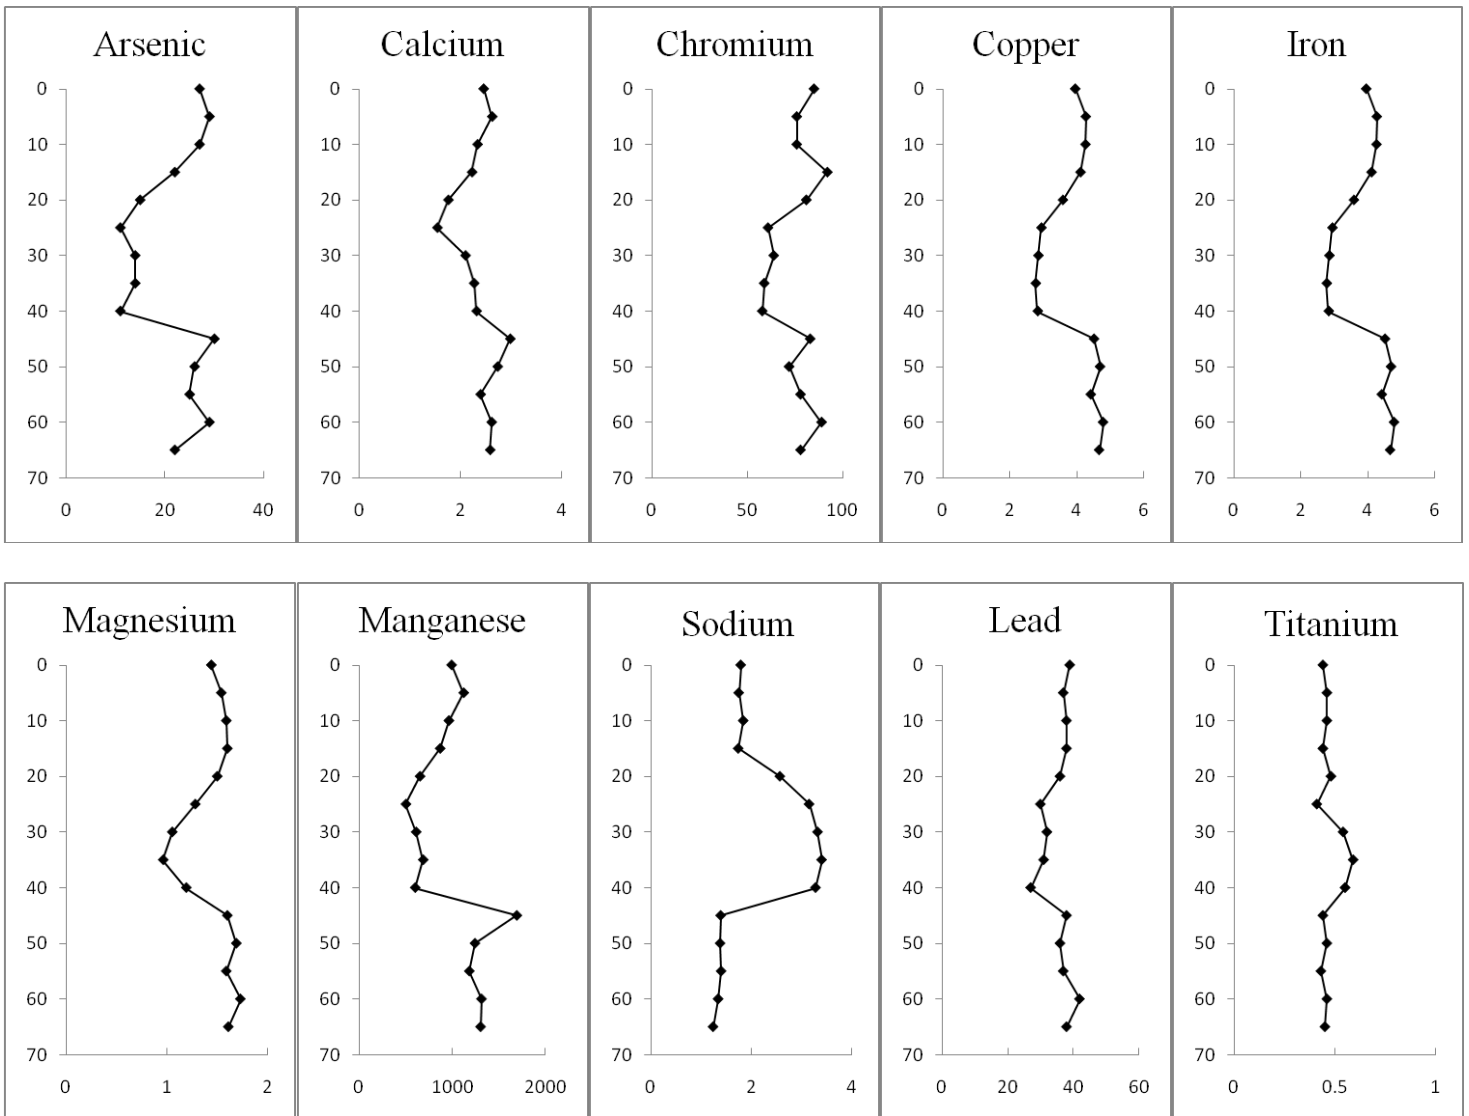 Arsenic Calcium Chromium Copper Iron
0 0 0 0 0
10 10 10 10 10
20 20 20 20 20
30 30 30 30 30
40 40 40 40 40
50 50 50 50 50
60 60 60 60 60
70 70 70 70 70
0 20 40 0 2 4 0 50 100 0 2 4 6 0 2 4 6
Magnesium Manganese Sodium Lead Titanium
0 0 0 0 0
10 10 10 10 10
20 20 20 20 20
30 30 30 30 30
40 40 40 40 40
50 50 50 50 50
60 60 60 60 60
70 70 70 70 70
0 1 2 0 1000 2000 0 2 4 0 20 40 60 0 0.5 1